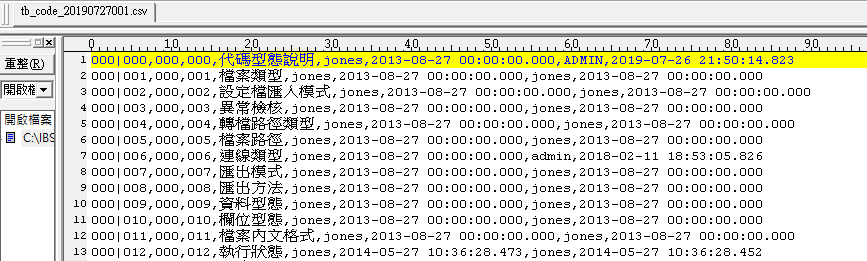 tb_code_20190727001.csv
重整(R)
開啟檔
開啟檔案
C:\IBS
0 10 20 30 40 50 60 70 80 90
1 000|000,000,000,代碼型態說明,jones,2013-08-27 00:00:00.000,ADMIN,2019-07-26 21:50:14.823
2 000|001,000,001,檔案類型,jones,2013-08-27 00:00:00.000,jones,2013-08-27 00:00:00.000
3 000|002,000,002,設定檔匯入模式,jones,2013-08-27 00:00:00.000,jones,2013-08-27 00:00:00.000
4 000|003,000,003,異常檢核,jones,2013-08-27 00:00:00.000,jones,2013-08-27 00:00:00.000
5 000|004,000,004,轉檔路徑類型,jones,2013-08-27 00:00:00.000,jones,2013-08-27 00:00:00.000
6 000|005,000,005,檔案路徑,jones,2013-08-27 00:00:00.000,jones,2013-08-27 00:00:00.000
7 000|006,000,006,連線類型,jones,2013-08-27 00:00:00.000,admin,2018-02-11 18:53:05.826
8 000|007,000,007,匯出模式,jones,2013-08-27 00:00:00.000,jones,2013-08-27 00:00:00.000
9 000|008,000,008,匯出方法,jones,2013-08-27 00:00:00.000,jones,2013-08-27 00:00:00.000
10 000|009,000,009,資料型態,jones,2013-08-27 00:00:00.000,jones,2013-08-27 00:00:00.000
11 000|010,000,010,欄位型態,jones,2013-08-27 00:00:00.000,jones,2013-08-27 00:00:00.000
12 000|011,000,011,檔案內文格式,jones,2013-08-27 00:00:00.000,jones,2013-08-27 00:00:00.000
13 000|012,000,012,執行狀態,jones,2014-05-27 10:36:28.473,jones,2014-05-27 10:36:28.452